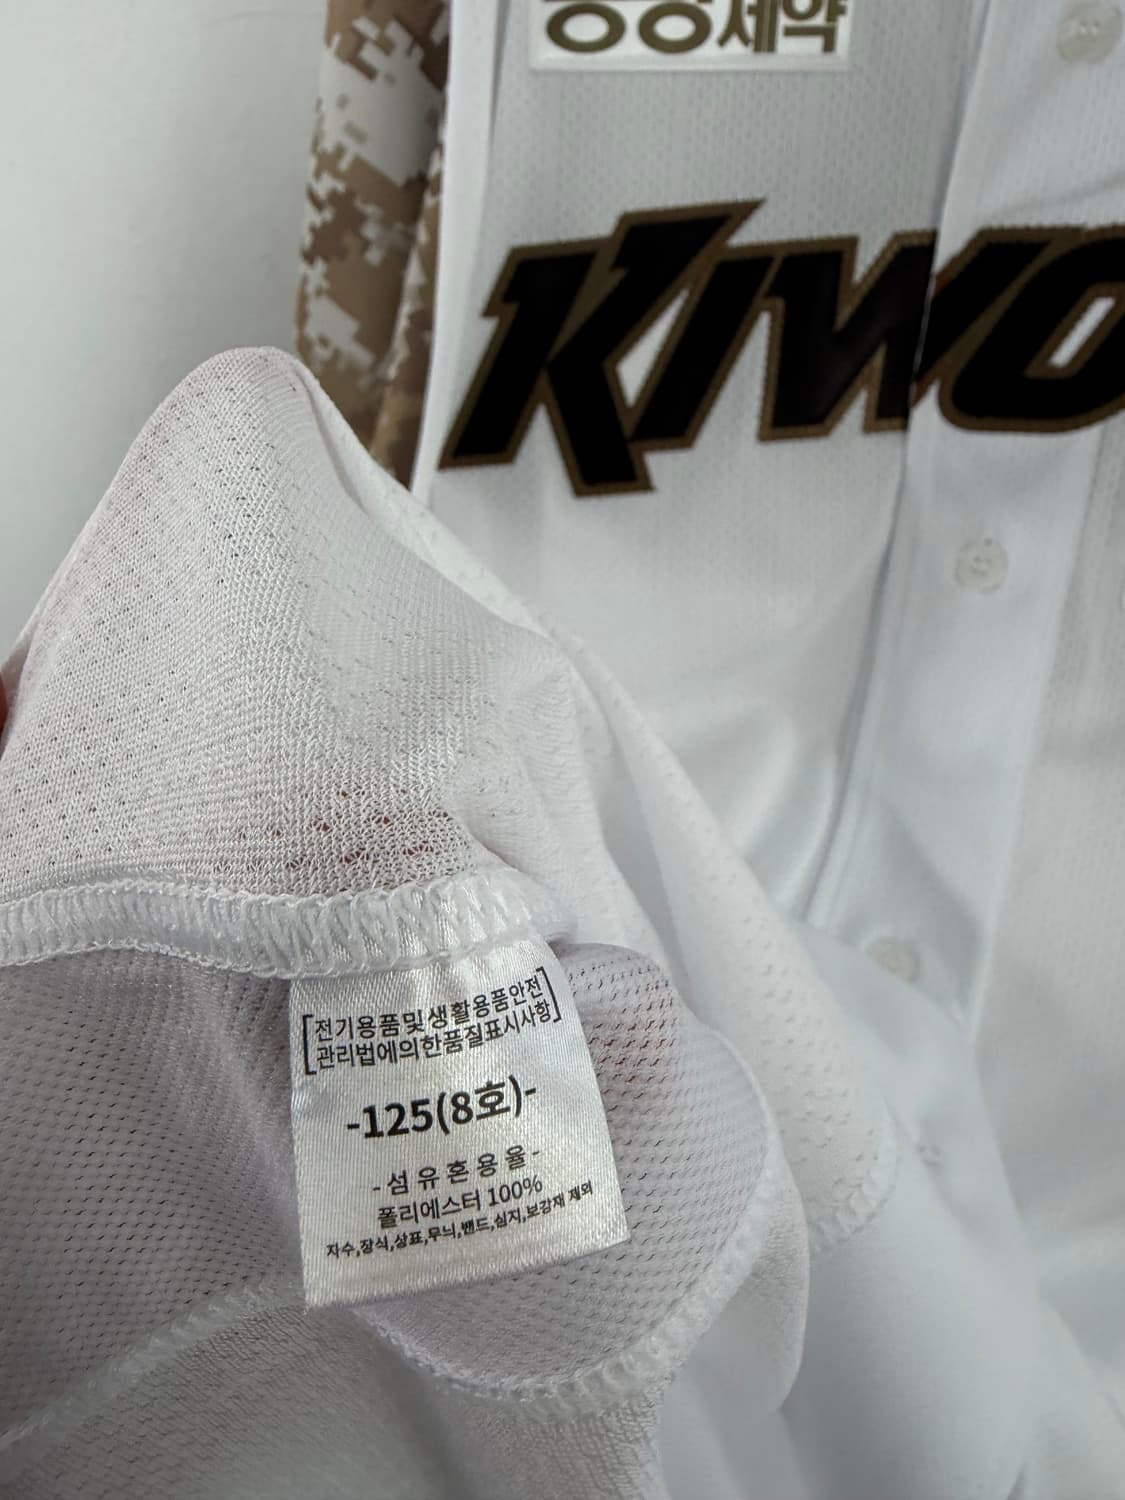 제약
KIWO
[전기용품및생활용품안전
관리법에의한품질표시사항]
-125(8호)-
-섬유혼용율-
폴리에스터 100%
자수,장식,상표,무늬,밴드,심지,보강재 제외